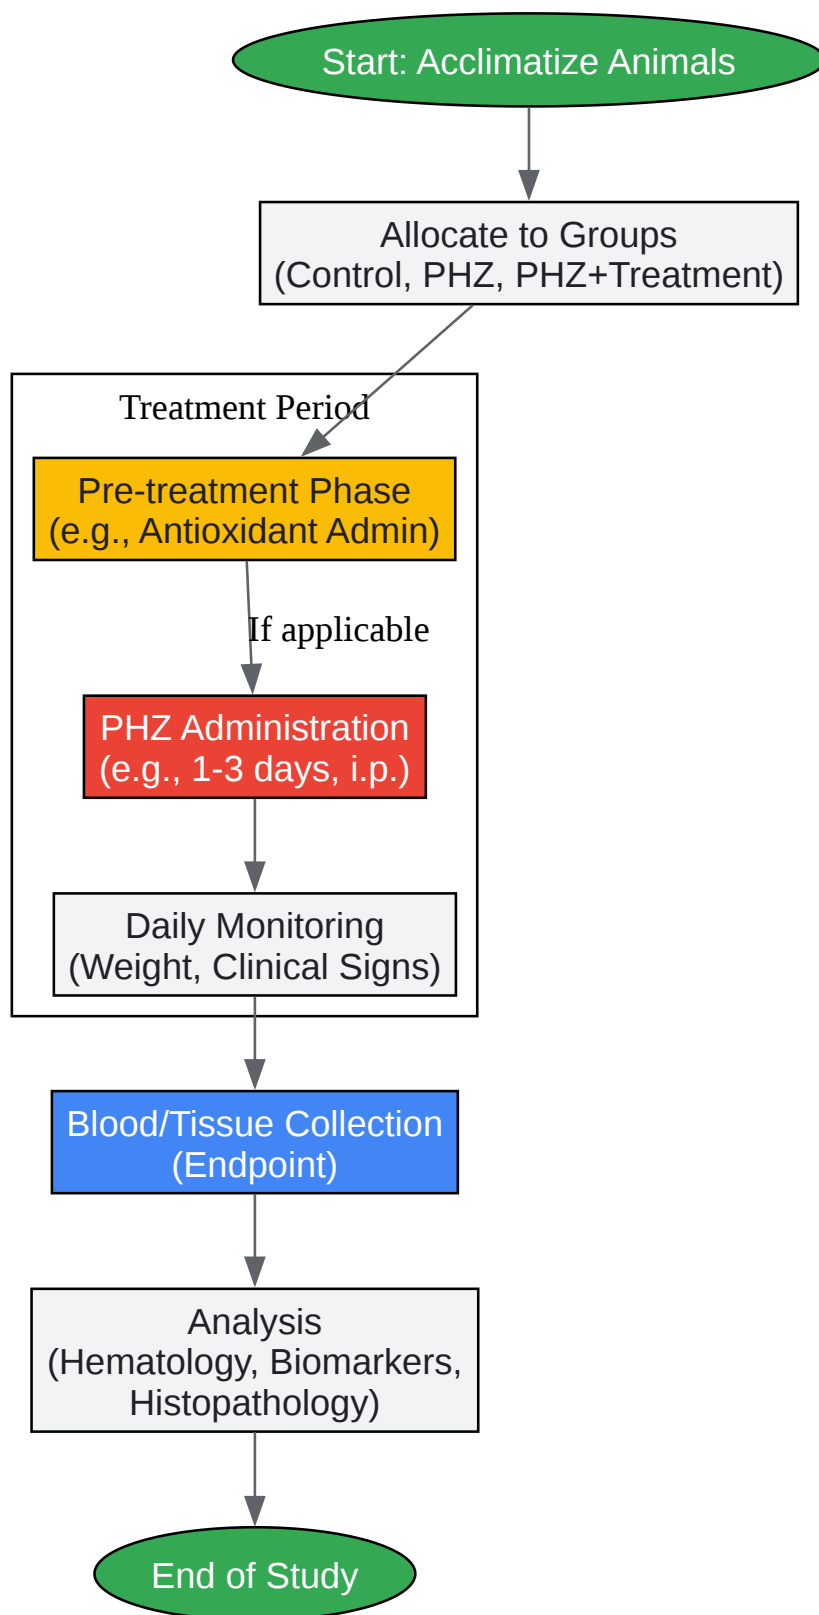 Start: Acclimatize Animals
Allocate to Groups
(Control, PHZ, PHZ+Treatment)
Treatment Period
Pre-treatment Phase
(e.g., Antioxidant Admin)
If applicable
PHZ Administration
(e.g., 1-3 days, i.p.)
Daily Monitoring
(Weight, Clinical Signs)
Blood/Tissue Collection
(Endpoint)
Analysis
(Hematology, Biomarkers,
Histopathology)
End of Study